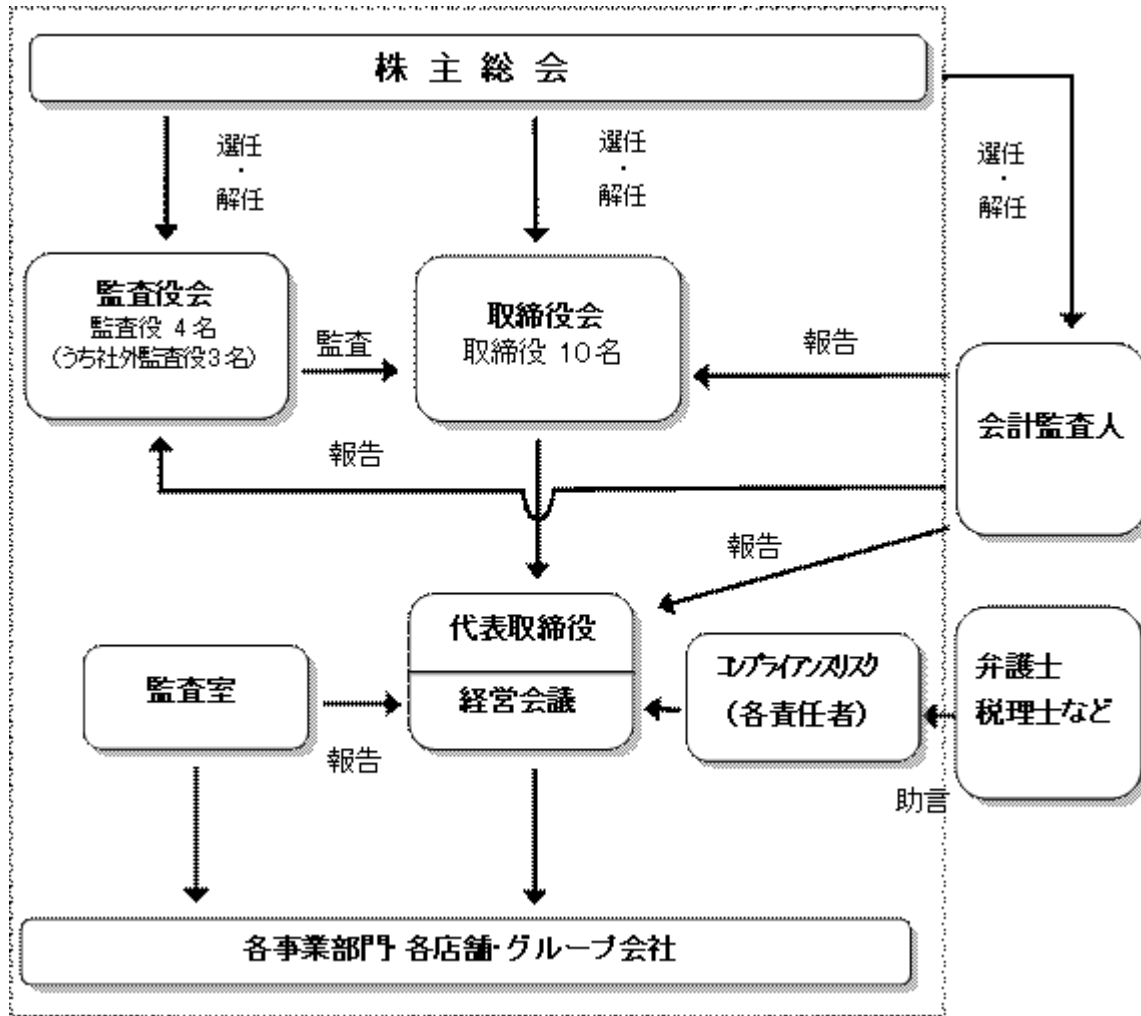 株主総会
選任
・
解任
選任
・
解任
選任
・
解任
監査役会
監査役 4名
(うち社外監査役3名)
監査
取締役会
取締役 10名
報告
会計監査人
報告
報告
代表取締役
経営会議
監査室
報告
コンプライアンスリスク
(各責任者)
弁護士
税理士など
助言
各事業部門・各店舗・グループ会社